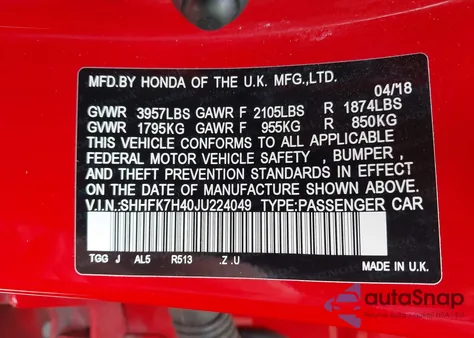 MFD.BY HONDA OF THE U.K. MFG.,LTD.
04/18
GVWR 3957LBS GAWR F 2105LBS R 1874LBS
GVWR 1795KG GAWR F 955KG R 850KG
THIS VEHICLE CONFORMS TO ALL APPLICABLE
FEDERAL MOTOR VEHICLE SAFETY , BUMPER ,
AND THEFT PREVENTION STANDARDS IN EFFECT
ON THE DATE OF MANUFACTURE SHOWN ABOVE.
V.I.N.:SHHFK7H40JU224049 TYPE:PASSENGER CAR
TGG J AL5 R513 .Z .U
MADE IN U.K.
autoSnap